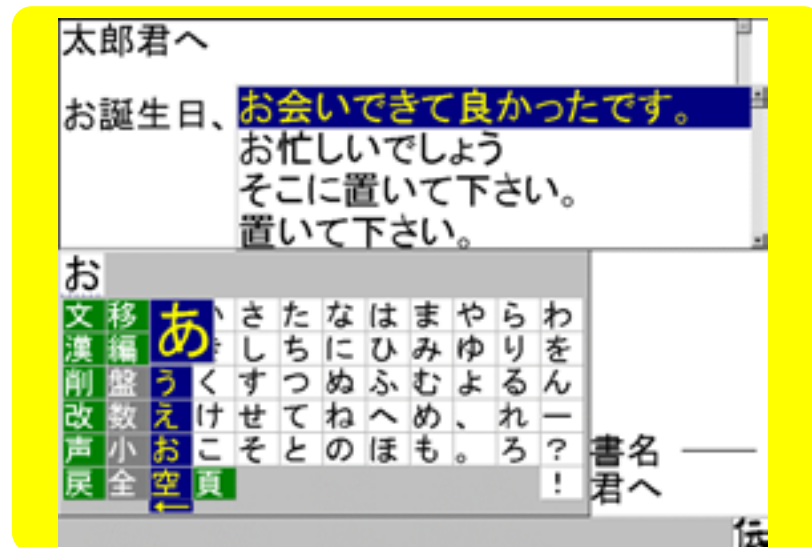 太郎君へ
お誕生日、
お会いできて良かったです。
お忙しいでしょう
そこに置いて下さい。
置いて下さい。
お
文 移 あ さ た な は ま や ら わ
漢 編 し ち に ひ み ゆ り を
削 盤 う く す つ ぬ ふ む よ る ん
改 数 え け せ て ね へ め 、 れ ー
声 小 お こ そ と の ほ も 。 ろ ?
戻 全 空 頁 !
←
書名
君へ
伝